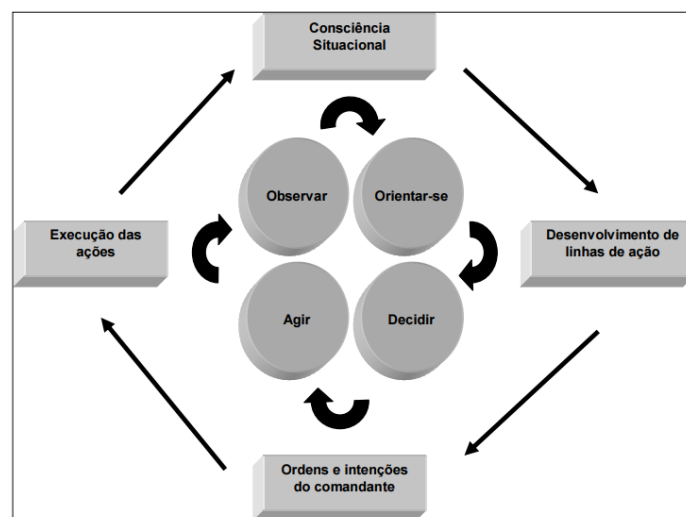 Consciência
Situacional
Observar
Orientar-se
Execução das
ações
Desenvolvimento de
linhas de ação
Agir
Decidir
Ordens e intenções
do comandante